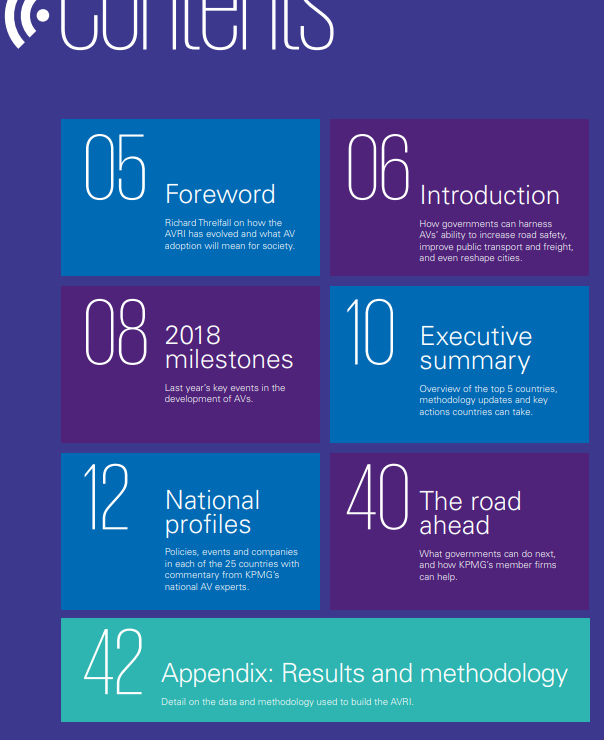 contents
05
Foreword
Richard Threlfall on how the
AVRI has evolved and what AV
adoption will mean for society.
06
Introduction
How governments can harness
AVs' ability to increase road safety,
improve public transport and freight,
and even reshape cities.
08
2018
milestones
Last year's key events in the
development of AVs.
10
Executive
summary
Overview of the top 5 countries,
methodology updates and key
actions countries can take.
12
National
profiles
Policies, events and companies
in each of the 25 countries with
commentary from KPMG's
national AV experts.
40
The road
ahead
What governments can do next,
and how KPMG's member firms
can help.
42
Appendix: Results and methodology
Detail on the data and methodology used to build the AVRI.